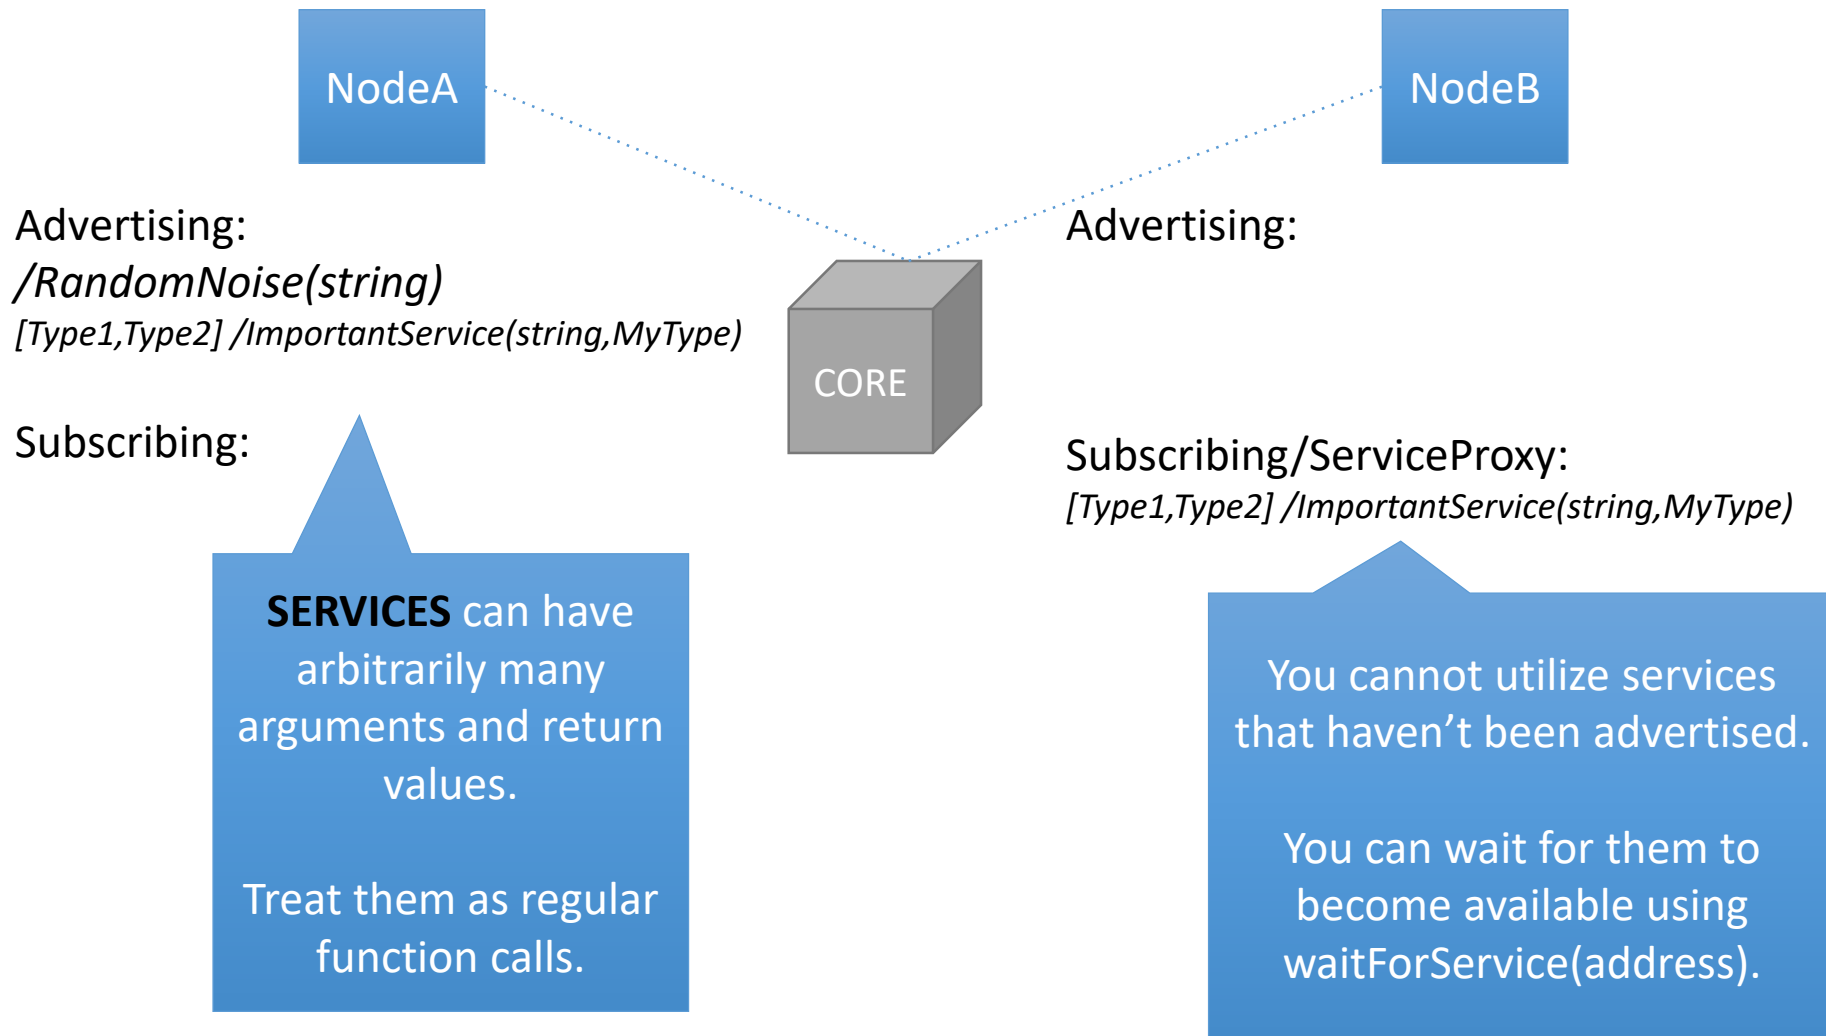 NodeA
NodeB
Advertising:
/RandomNoise(string)
[Type1,Type2] /ImportantService(string,MyType)
Subscribing:
SERVICES can have
arbitrarily many
arguments and return
values.
Treat them as regular
function calls.
CORE
Advertising:
Subscribing/ServiceProxy:
[Type1,Type2] /ImportantService(string,MyType)
You cannot utilize services
that haven’t been advertised.
You can wait for them to
become available using
waitForService(address).